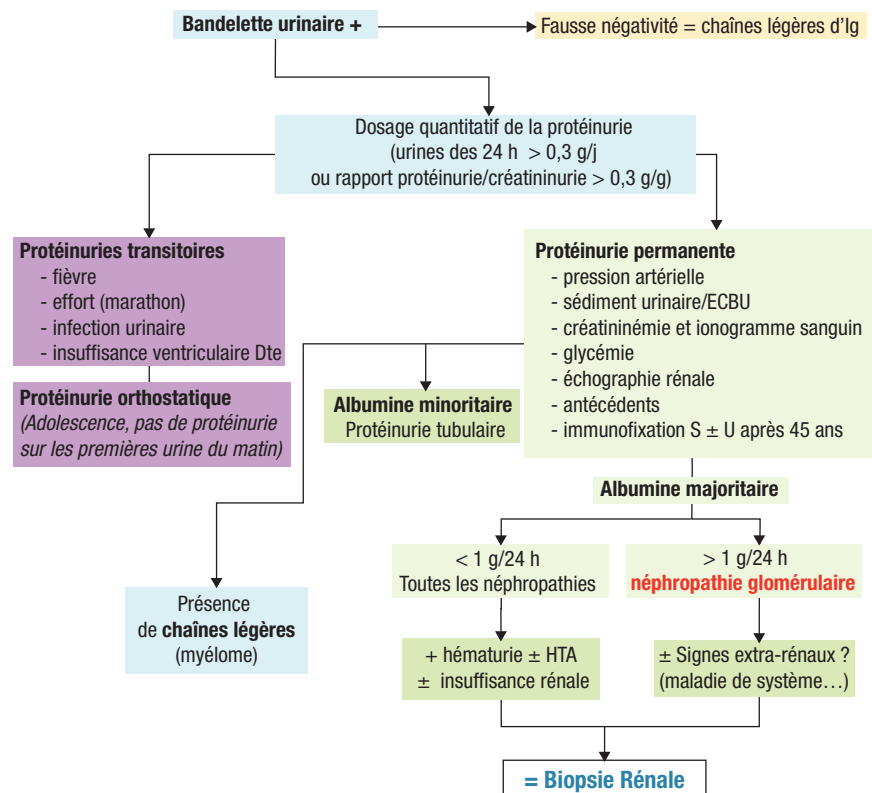 Bandelette urinaire +
Fausse négativité = chaînes légères d'Ig
Dosage quantitatif de la protéinurie
(urines des 24 h > 0,3 g/j
ou rapport protéinurie/créatininurie > 0,3 g/g)
Protéinuries transitoires
- fièvre
- effort (marathon)
- infection urinaire
- insuffisance ventriculaire Dte
Protéinurie orthostatique
(Adolescence, pas de protéinurie
sur les premières urine du matin)
Protéinurie permanente
- pression artérielle
- sédiment urinaire/ECBU
- créatininémie et ionogramme sanguin
- glycémie
- échographie rénale
- antécédents
- immunofixation S ± U après 45 ans
Albumine minoritaire
Protéinurie tubulaire
Albumine majoritaire
< 1 g/24 h
Toutes les néphropathies
> 1 g/24 h
néphropathie glomérulaire
Présence
de chaînes légères
(myélome)
+ hématurie ± HTA
± insuffisance rénale
± Signes extra-rénaux ?
(maladie de système…)
= Biopsie Rénale